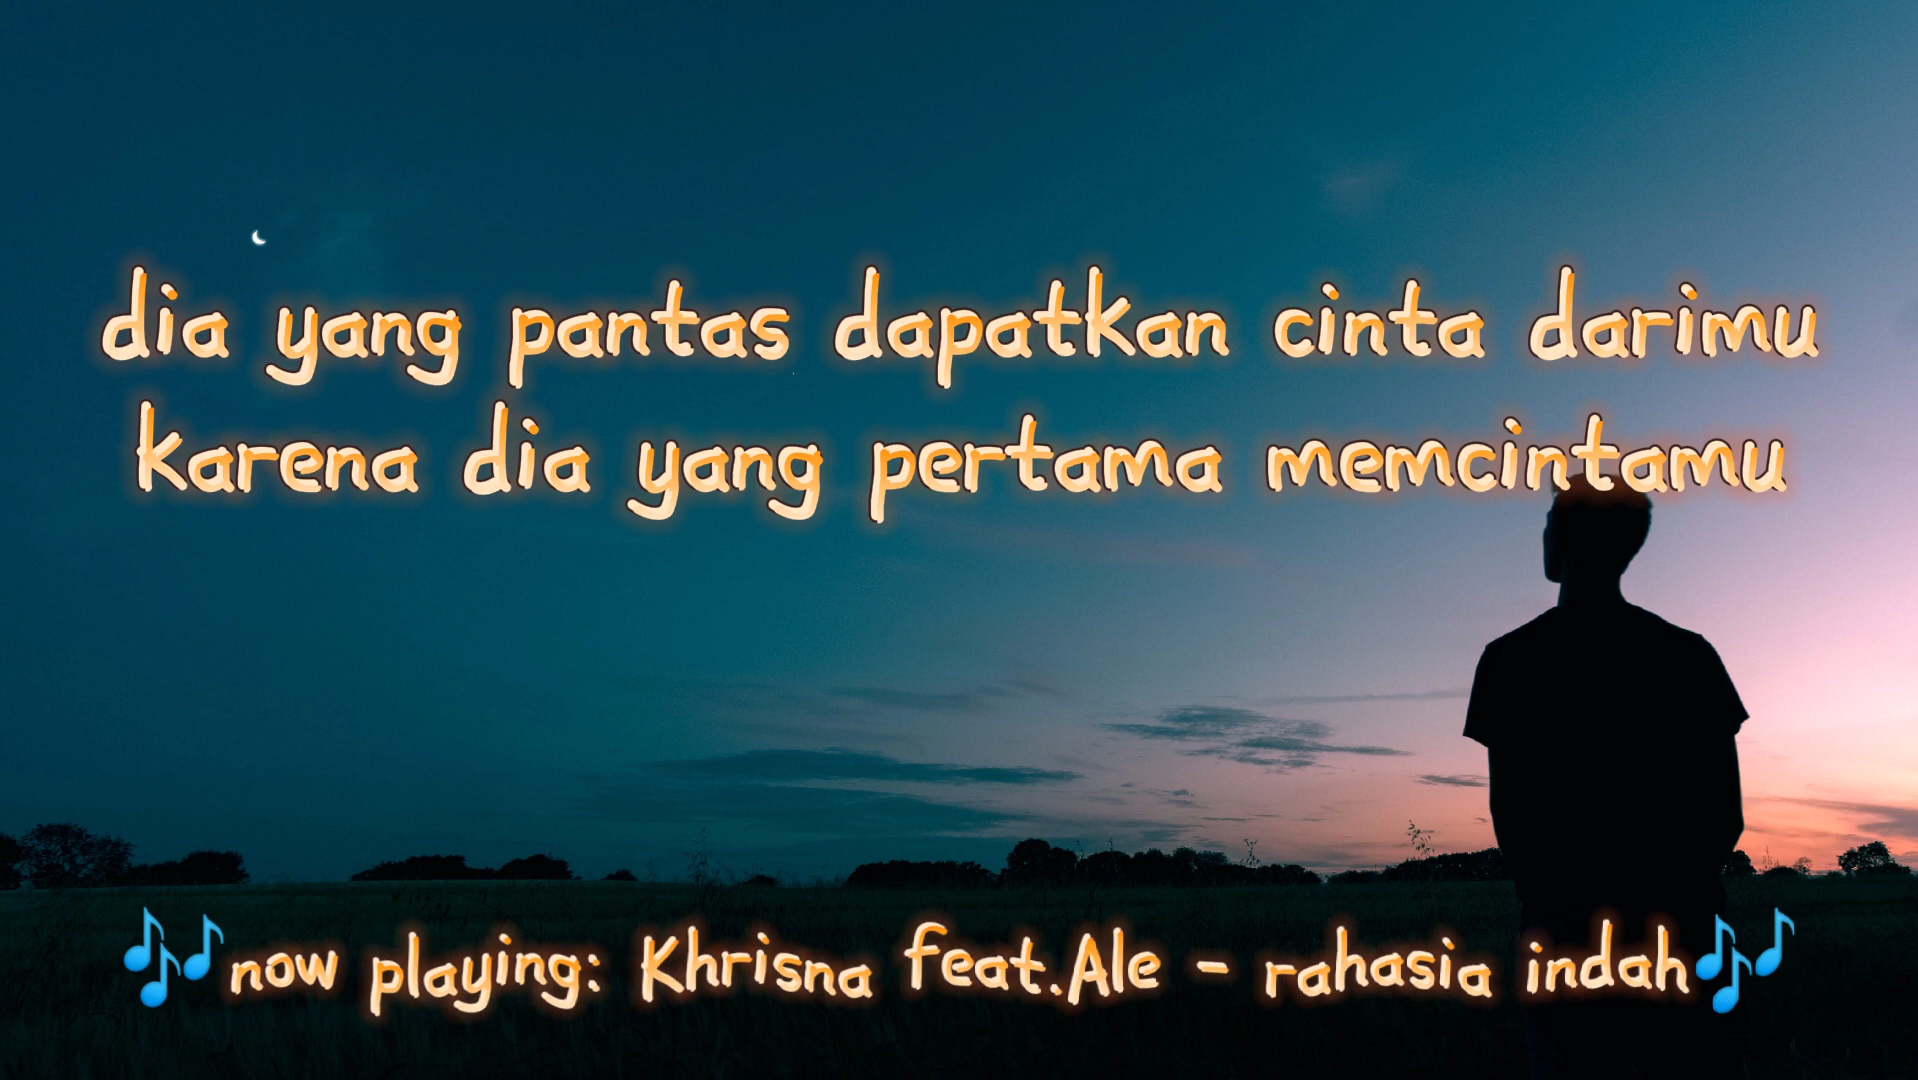 dia yang pantas dapatkan cinta darimu
karena dia yang pertama memcintamu
🎶now playing: Khrisna feat.Ale - rahasia indah🎶